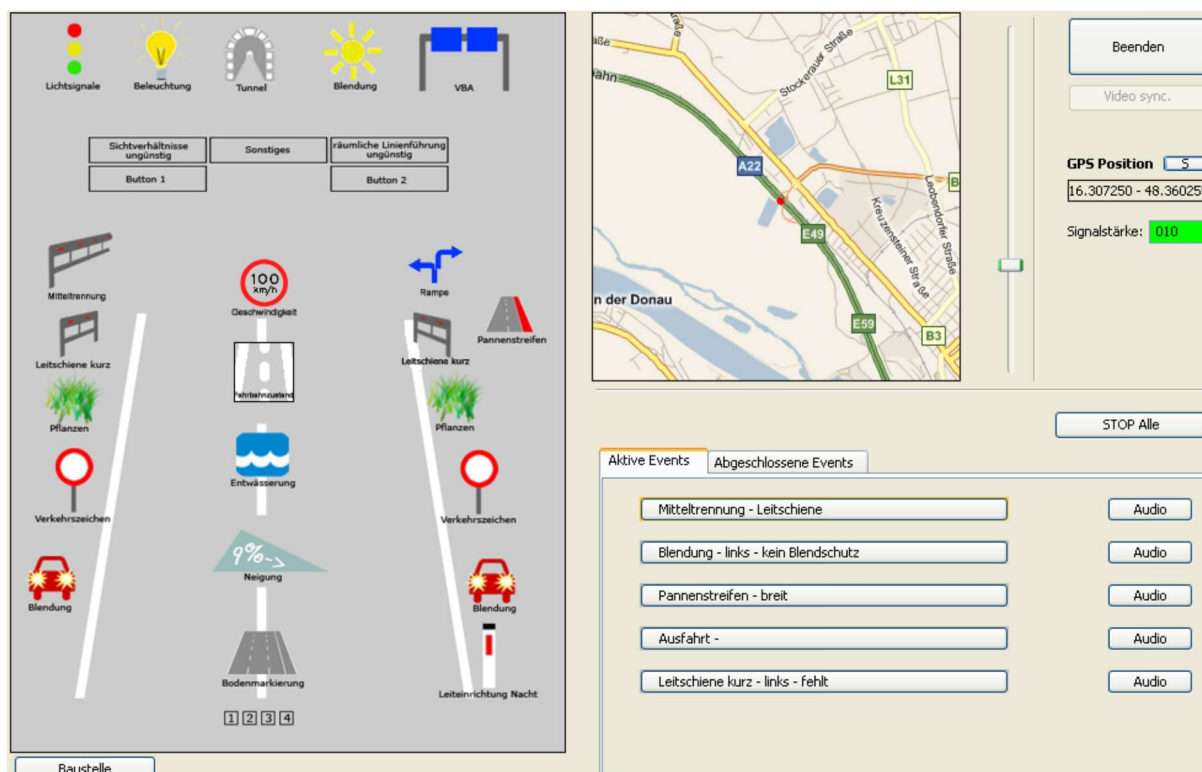 Lichtsignale
Beleuchtung
Tunnel
Blendung
VBA
Sichtverhältnisse
ungünstig
Sonstiges
räumliche Linienführung
ungünstig
Button 1
Button 2
Mitteltrennung
100
km/h
Geschwindigkeit
Rampe
Leitschiene kurz
Leitschiene kurz
Pannenstreifen
Fahrbahnzustand
Pflanzen
Pflanzen
Entwässerung
Verkehrszeichen
Verkehrszeichen
9%->
Neigung
Blendung
Blendung
Bodenmarkierung
Leiteinrichtung Nacht
1 2 3 4
Baustelle
raße
aße
ahn
Stockerauer Straße
L31
A22
B
E49
Kreuzensteiner Straße
Leobendorfer Straße
n der Donau
E59
B3
Beenden
Video sync.
GPS Position S
16.307250 - 48.36025
Signalstärke: 010
STOP Alle
Aktive Events
Abgeschlossene Events
Mitteltrennung - Leitschiene Audio
Blendung - links - kein Blendschutz Audio
Pannenstreifen - breit Audio
Ausfahrt - Audio
Leitschiene kurz - links - fehlt Audio